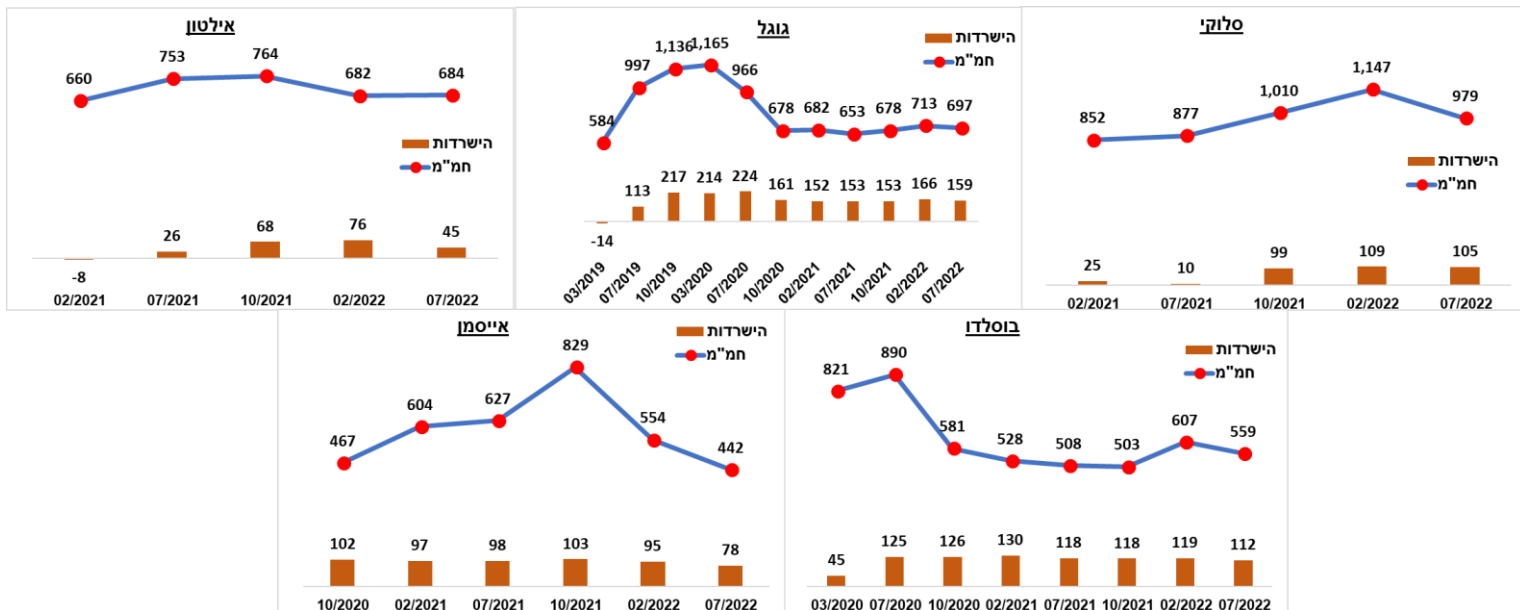 אילטון
660 753 764 682 684
הישרדות
חמ"מ
-8 26 68 76 45
02/2021 07/2021 10/2021 02/2022 07/2022
גוגל
הישרדות
חמ"מ
584 997 1,136 1,165 966 678 682 653 678 713 697
-14 113 217 214 224 161 152 153 153 166 159
03/2019 07/2019 10/2019 03/2020 07/2020 10/2020 02/2021 07/2021 10/2021 02/2022 07/2022
סלוקי
הישרדות
חמ"מ
852 877 1,010 1,147 979
הישרדות
חמ"מ
25 10 99 109 105
02/2021 07/2021 10/2021 02/2022 07/2022
אייסמן
הישרדות
חמ"מ
467 604 627 829 554 442
102 97 98 103 95 78
10/2020 02/2021 07/2021 10/2021 02/2022 07/2022
בוסלדו
הישרדות
חמ"מ
821 890 581 528 508 503 607 559
45 125 126 130 118 118 119 112
03/2020 07/2020 10/2020 02/2021 07/2021 10/2021 02/2022 07/2022